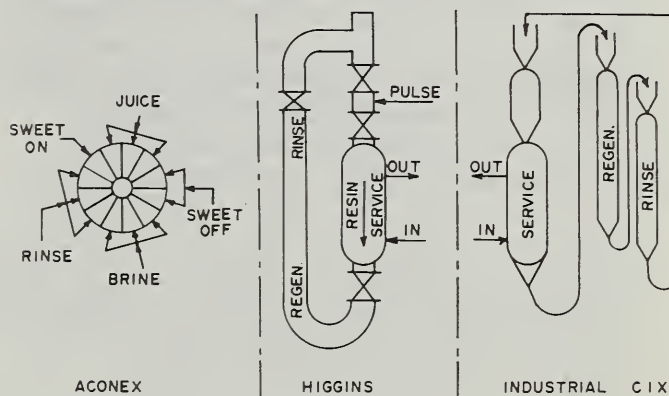 JUICE
SWEET
ON
SWEET
OFF
RINSE
BRINE
ACONEX
PULSE
RINSE
OUT
RESIN
SERVICE
IN
REGEN.
HIGGINS
REGEN.
RINSE
OUT
SERVICE
IN
INDUSTRIAL CIX